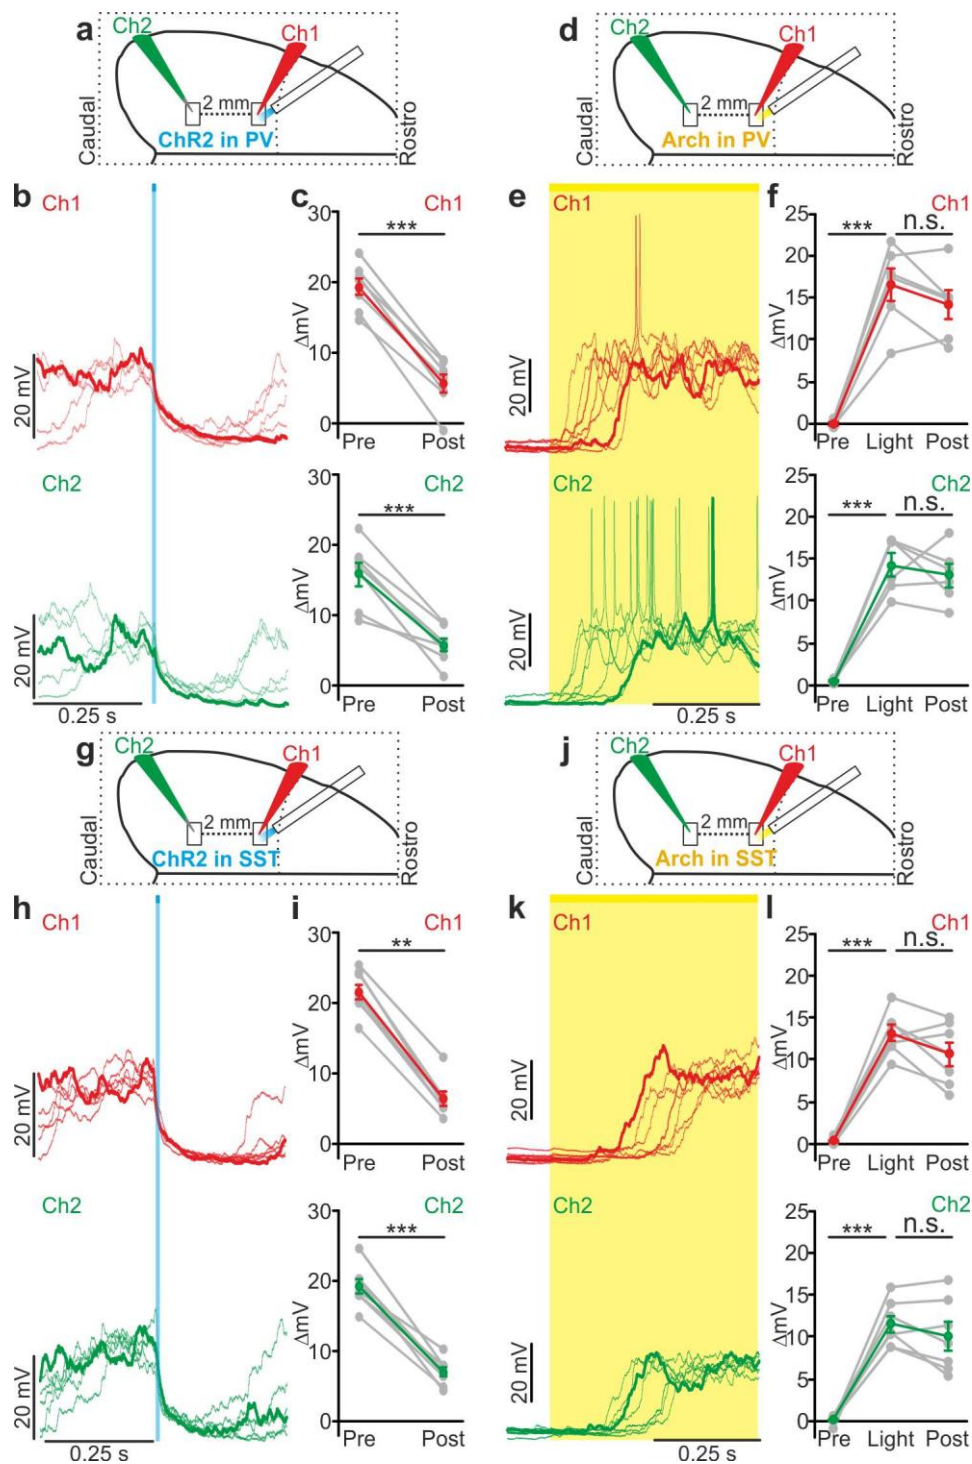 a
Ch2
Ch1
2 mm
ChR2 in PV
Caudal
Rostro
d
Ch2
Ch1
2 mm
Arch in PV
Caudal
Rostro
b
Ch1
20 mV
Ch2
20 mV
0.25 s
c
Ch1
***
30
20
10
0
ΔmV
Pre Post
Ch2
***
30
20
10
0
ΔmV
Pre Post
e
Ch1
20 mV
Ch2
20 mV
0.25 s
f
Ch1
*** n.s.
25
20
15
10
5
0
ΔmV
Pre Light Post
Ch2
*** n.s.
25
20
15
10
5
0
ΔmV
Pre Light Post
g
Ch2
Ch1
2 mm
ChR2 in SST
Caudal
Rostro
j
Ch2
Ch1
2 mm
Arch in SST
Caudal
Rostro
h
Ch1
20 mV
Ch2
20 mV
0.25 s
i
Ch1
**
30
20
10
0
ΔmV
Pre Post
Ch2
***
30
20
10
0
ΔmV
Pre Post
k
Ch1
20 mV
Ch2
20 mV
0.25 s
l
Ch1
*** n.s.
25
20
15
10
5
0
ΔmV
Pre Light Post
Ch2
*** n.s.
25
20
15
10
5
0
ΔmV
Pre Light Post